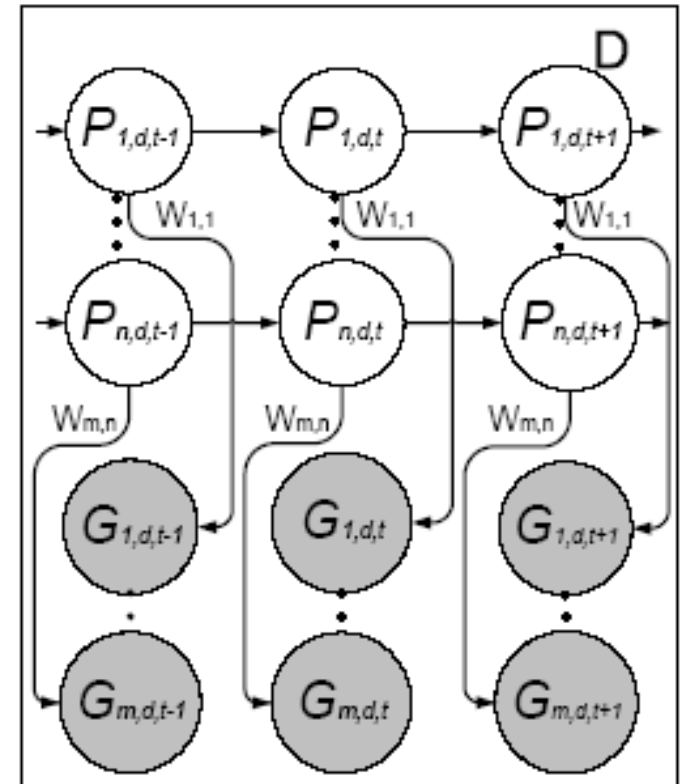 D
P1,d,t-1 P1,d,t P1,d,t+1
W1,1 W1,1 W1,1
Pn,d,t-1 Pn,d,t Pn,d,t+1
Wm,n Wm,n Wm,n
G1,d,t-1 G1,d,t G1,d,t+1
Gm,d,t-1 Gm,d,t Gm,d,t+1